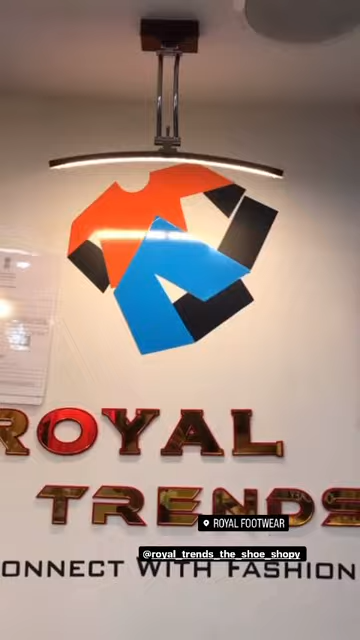 ROYAL
TRENDS
ROYAL FOOTWEAR
@royal_trends_the_shoe_shopy
ONNECT WITH FASHION